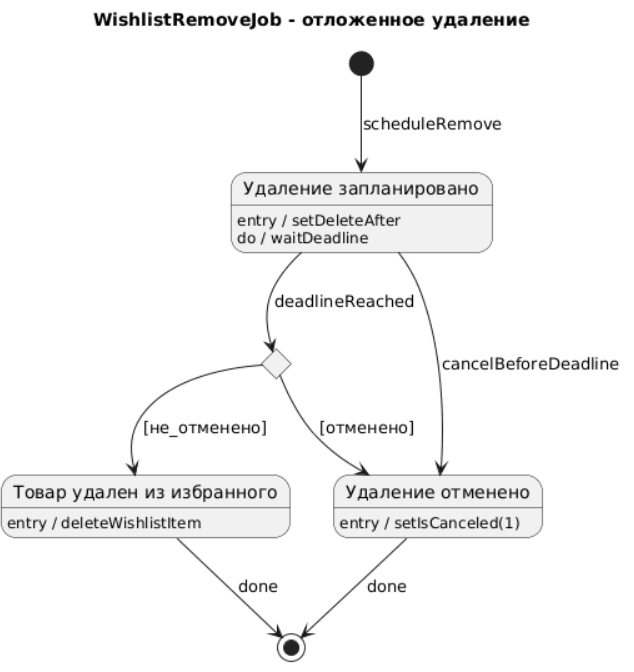 WishlistRemoveJob - отложенное удаление
scheduleRemove
Удаление запланировано
entry / setDeleteAfter
do / waitDeadline
deadlineReached
cancelBeforeDeadline
[не_отменено]
[отменено]
Товар удален из избранного
entry / deleteWishlistItem
Удаление отменено
entry / setIsCanceled(1)
done
done